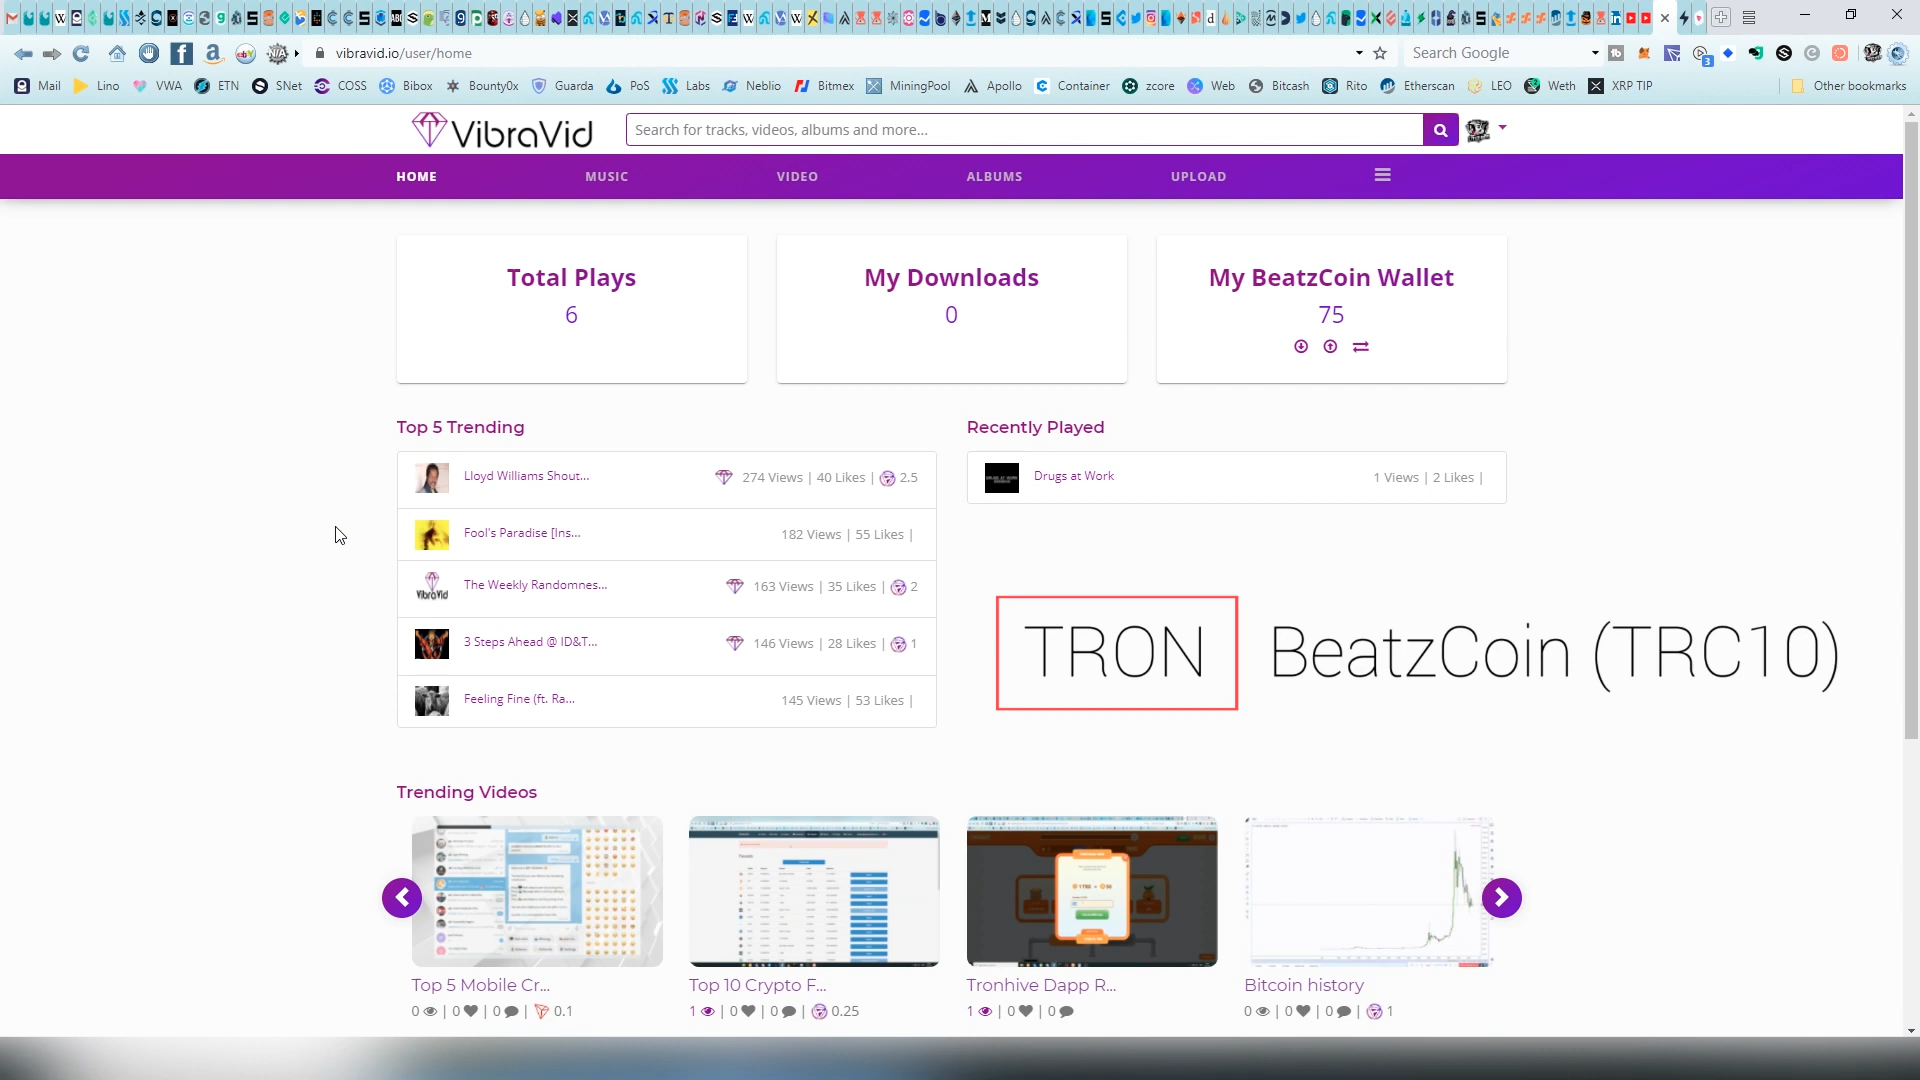 vibravid.io/user/home
Search Google
Mail Lino VWA ETN SNet COSS Bibox Bounty0x Guarda PoS Labs Neblio Bitmex MiningPool Apollo Container zcore Web Bitcash Rito Etherscan LEO Weth XRP TIP Other bookmarks
VibraVid
Search for tracks, videos, albums and more...
HOME MUSIC VIDEO ALBUMS UPLOAD
Total Plays
6
My Downloads
0
My BeatzCoin Wallet
75
Top 5 Trending
Lloyd Williams Shout... 274 Views | 40 Likes | 2.5
Fool's Paradise [Ins... 182 Views | 55 Likes |
VibraVid
The Weekly Randomnes... 163 Views | 35 Likes | 2
3 Steps Ahead @ ID&T... 146 Views | 28 Likes | 1
Feeling Fine (ft. Ra... 145 Views | 53 Likes |
Recently Played
DRUGS AT WORK
Drugs at Work 1 Views | 2 Likes |
TRON BeatzCoin (TRC10)
Trending Videos
Top 5 Mobile Cr...
0 | 0 | 0 | 0.1
Top 10 Crypto F...
1 | 0 | 0 | 0.25
Tronhive Dapp R...
1 | 0 | 0
Bitcoin history
0 | 0 | 0 | 1